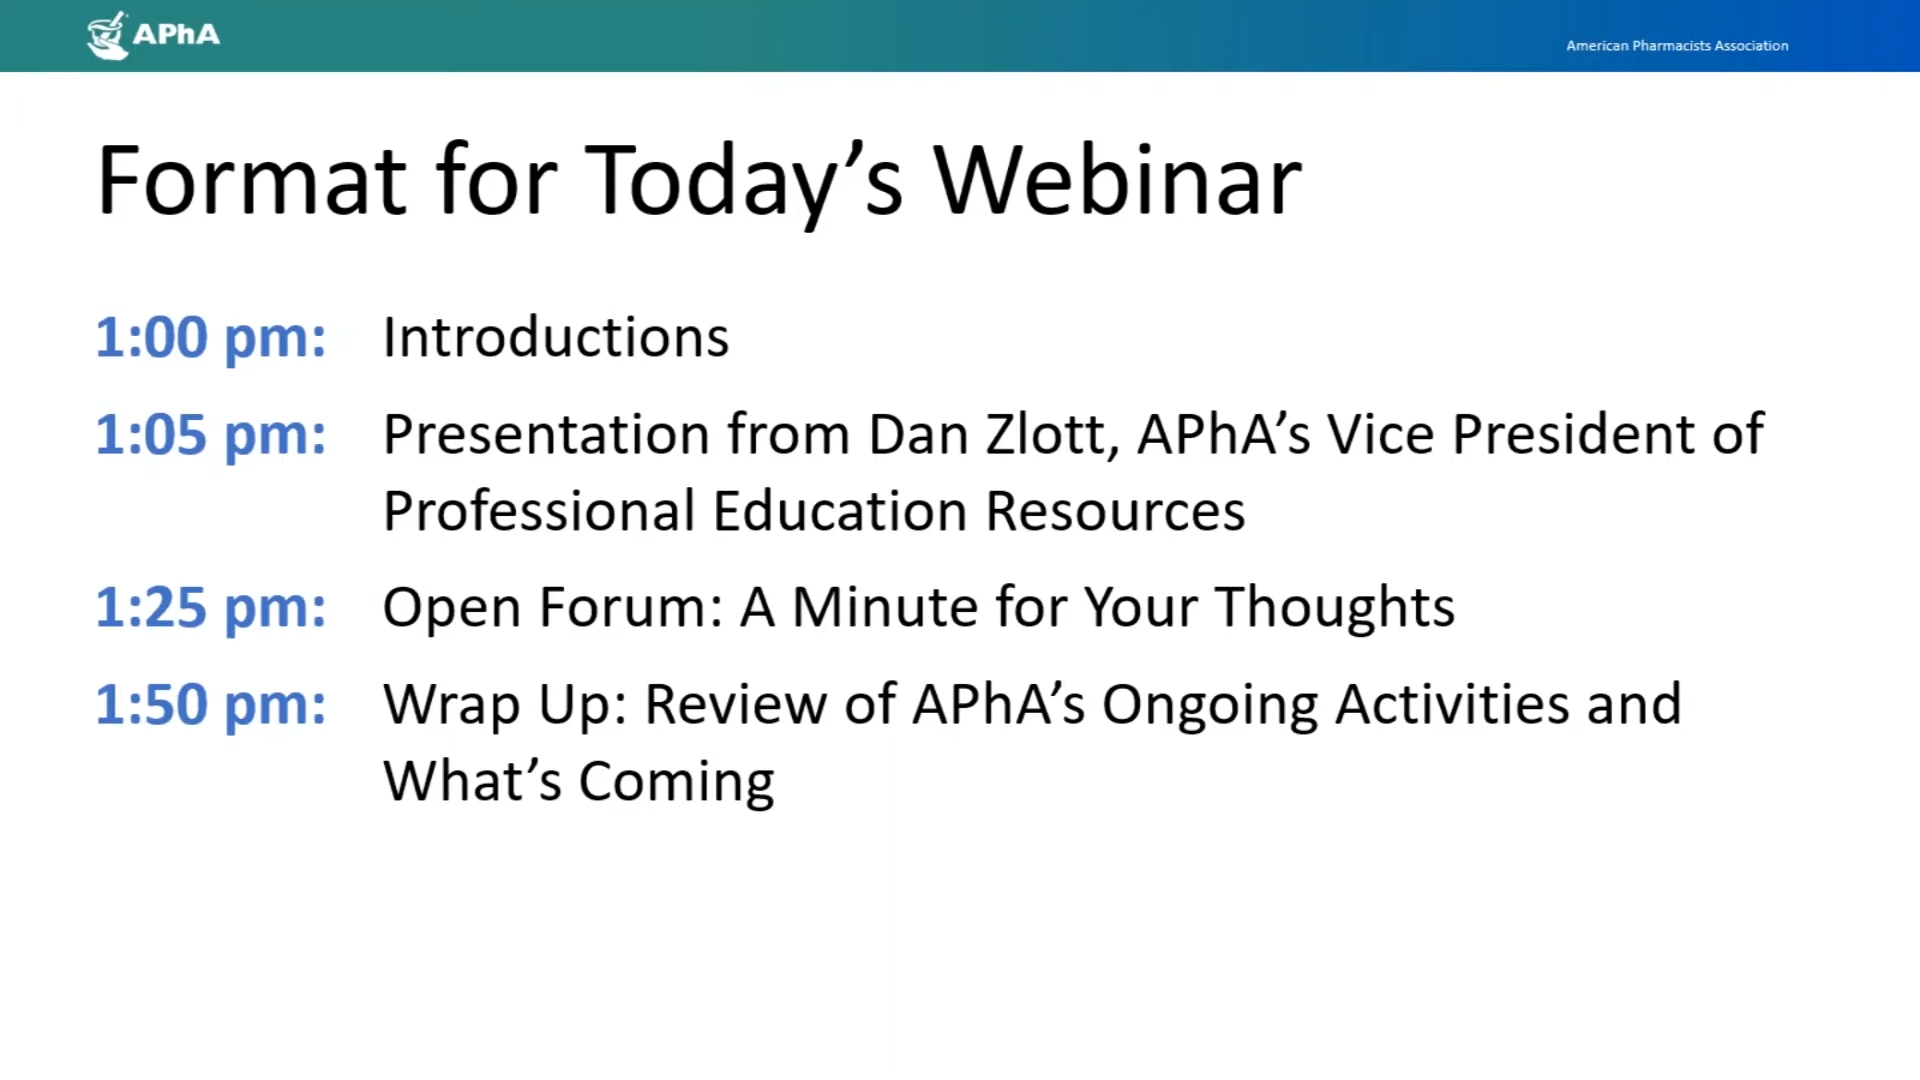 APhA
American Pharmacists Association
Format for Today’s Webinar
1:00 pm: Introductions
1:05 pm: Presentation from Dan Zlott, APhA’s Vice President of
Professional Education Resources
1:25 pm: Open Forum: A Minute for Your Thoughts
1:50 pm: Wrap Up: Review of APhA’s Ongoing Activities and
What’s Coming